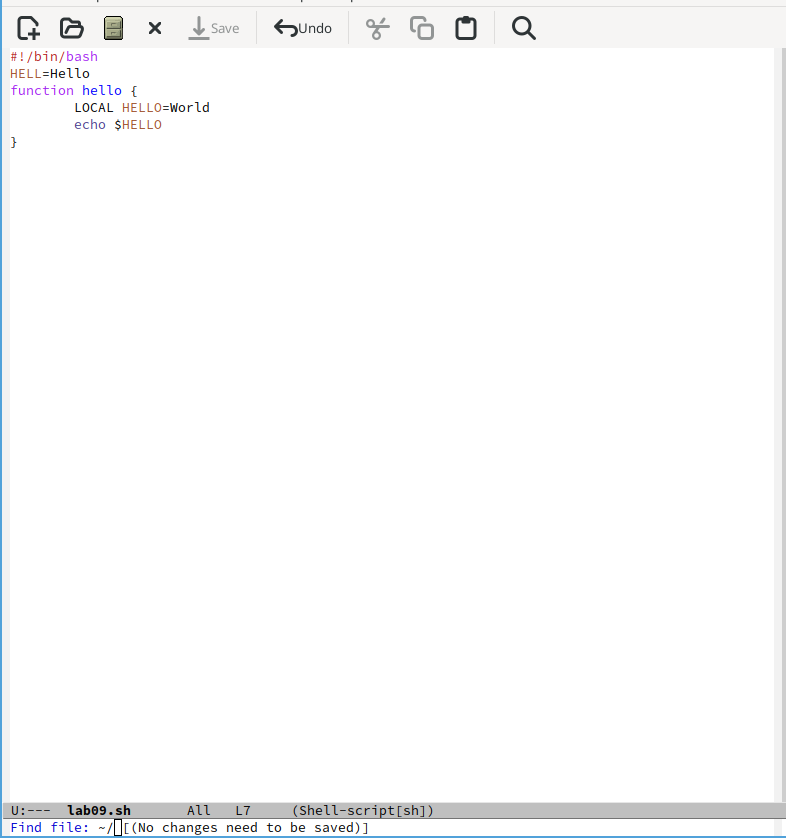 Save Undo
#!/bin/bash
HELL=Hello
function hello {
        LOCAL HELLO=World
        echo $HELLO
}
U:---  lab09.sh       All   L7     (Shell-script[sh])
Find file: ~/ [(No changes need to be saved)]